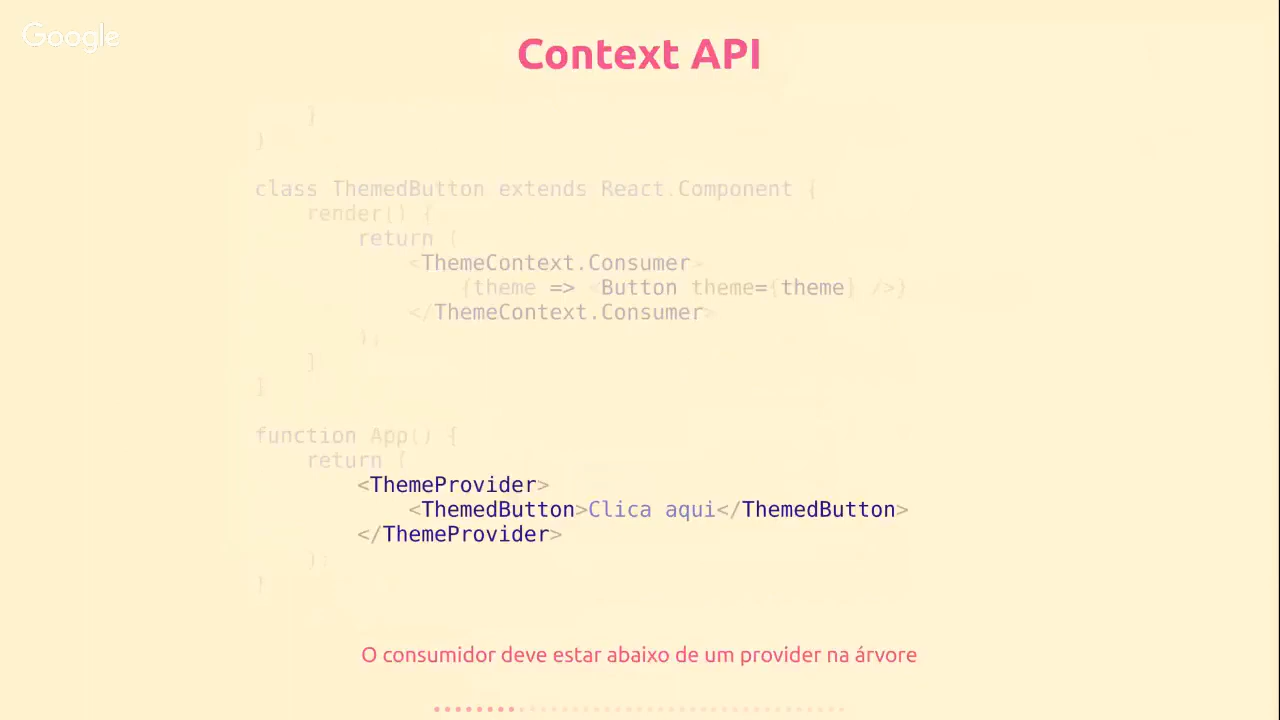 Google
Context API
}
}
class ThemedButton extends React.Component {
render() {
return (
<ThemeContext.Consumer>
{theme => <Button theme={theme} />}
</ThemeContext.Consumer>
);
}
}
function App() {
return (
<ThemeProvider>
<ThemedButton>Clica aqui</ThemedButton>
</ThemeProvider>
);
}
O consumidor deve estar abaixo de um provider na árvore